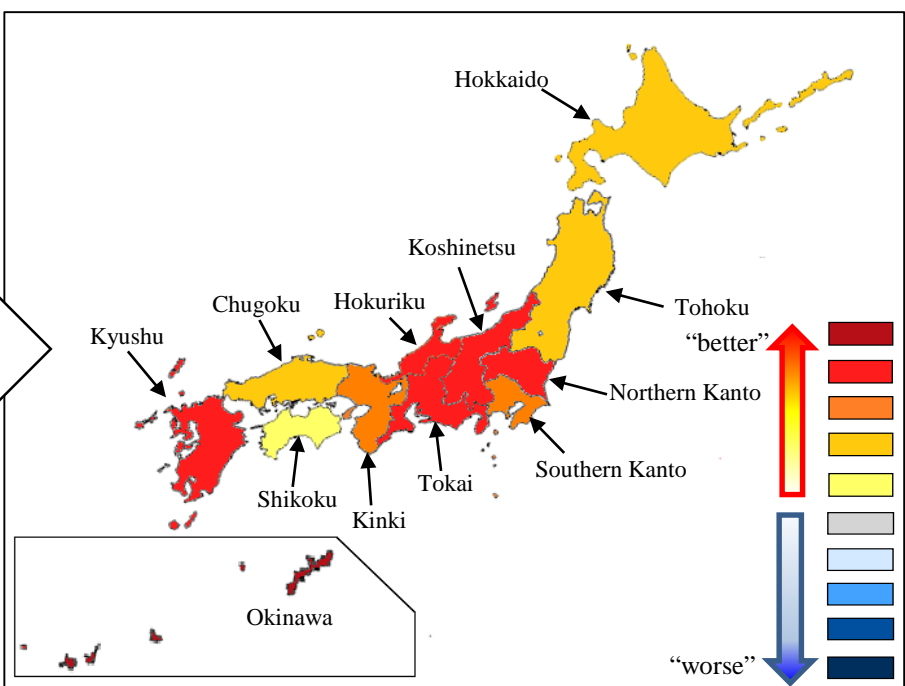 Hokkaido
Koshinetsu
Hokuriku
Chugoku
Tohoku
Kyushu
“better”
Northern Kanto
Southern Kanto
Tokai
Shikoku
Kinki
Okinawa
“worse”